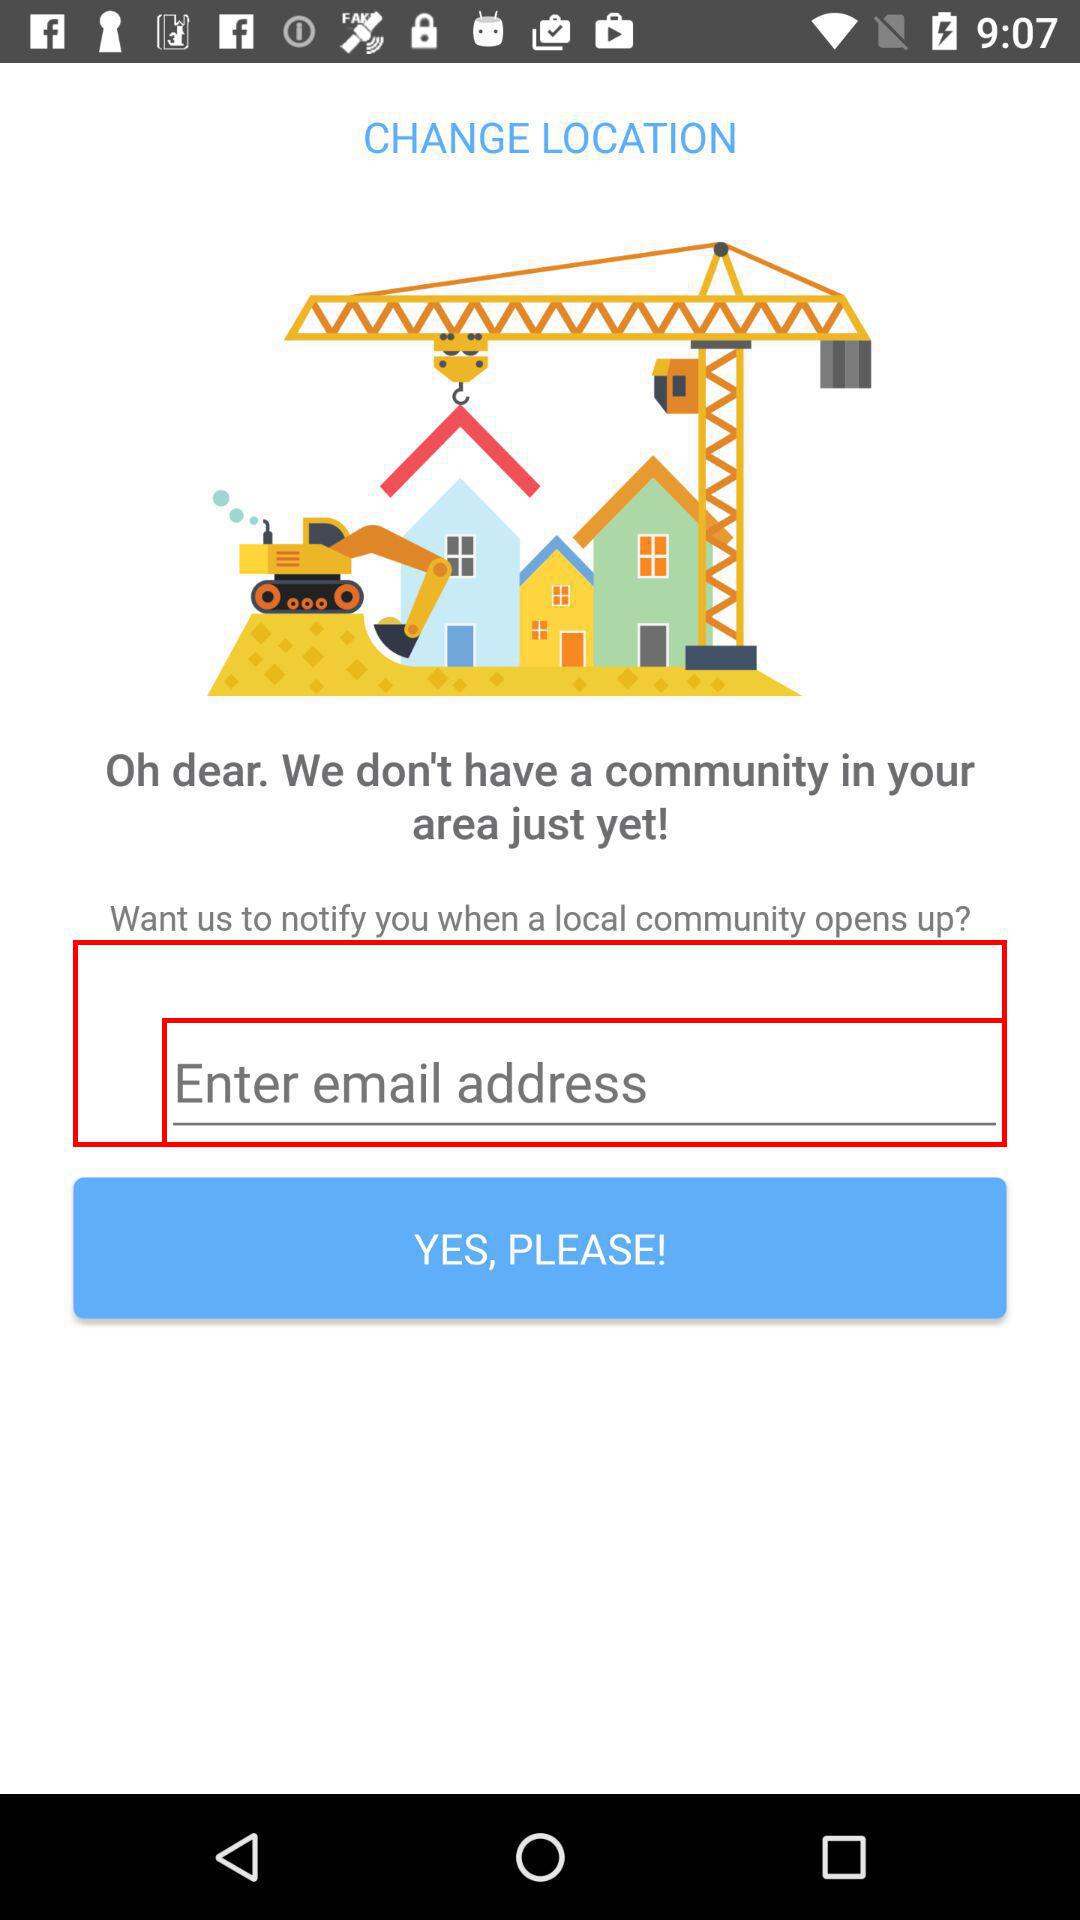 FAKE
9:07
CHANGE LOCATION
Oh dear. We don't have a community in your
area just yet!
Want us to notify you when a local community opens up?
Enter email address
YES, PLEASE!